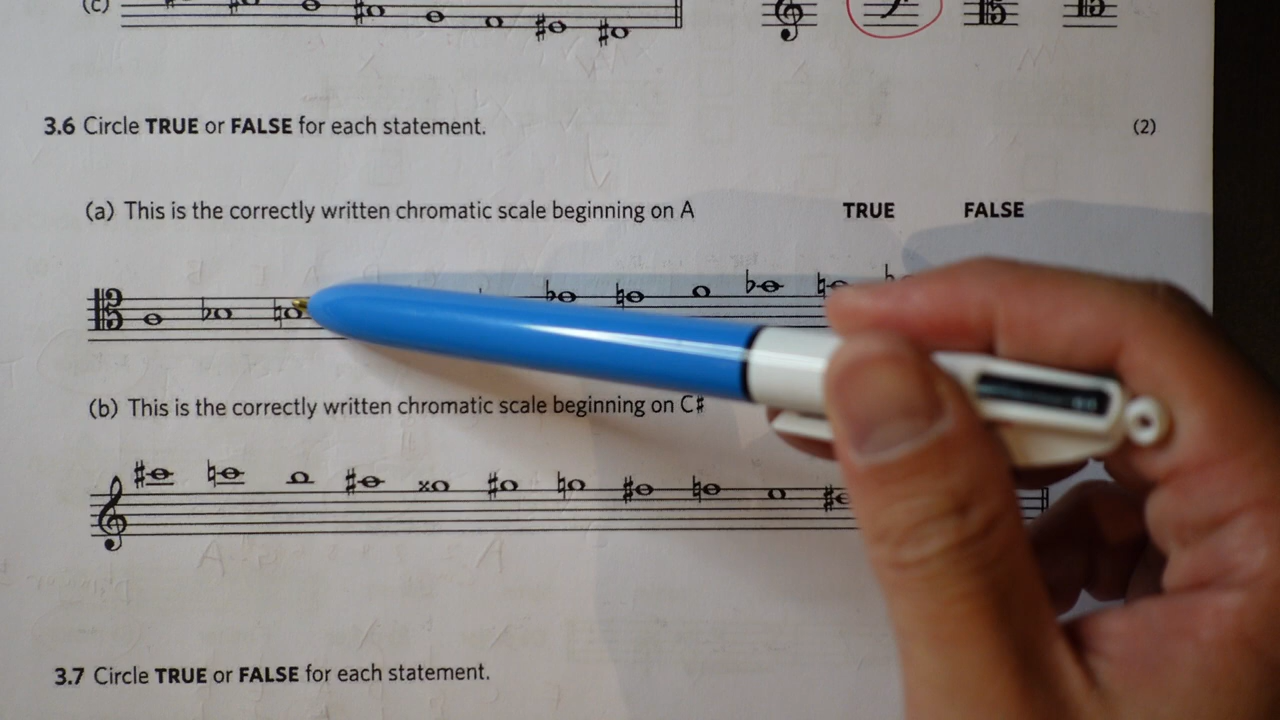 (c)
3.6 Circle TRUE or FALSE for each statement. (2)
(a) This is the correctly written chromatic scale beginning on A TRUE FALSE
(b) This is the correctly written chromatic scale beginning on C♯
3.7 Circle TRUE or FALSE for each statement.